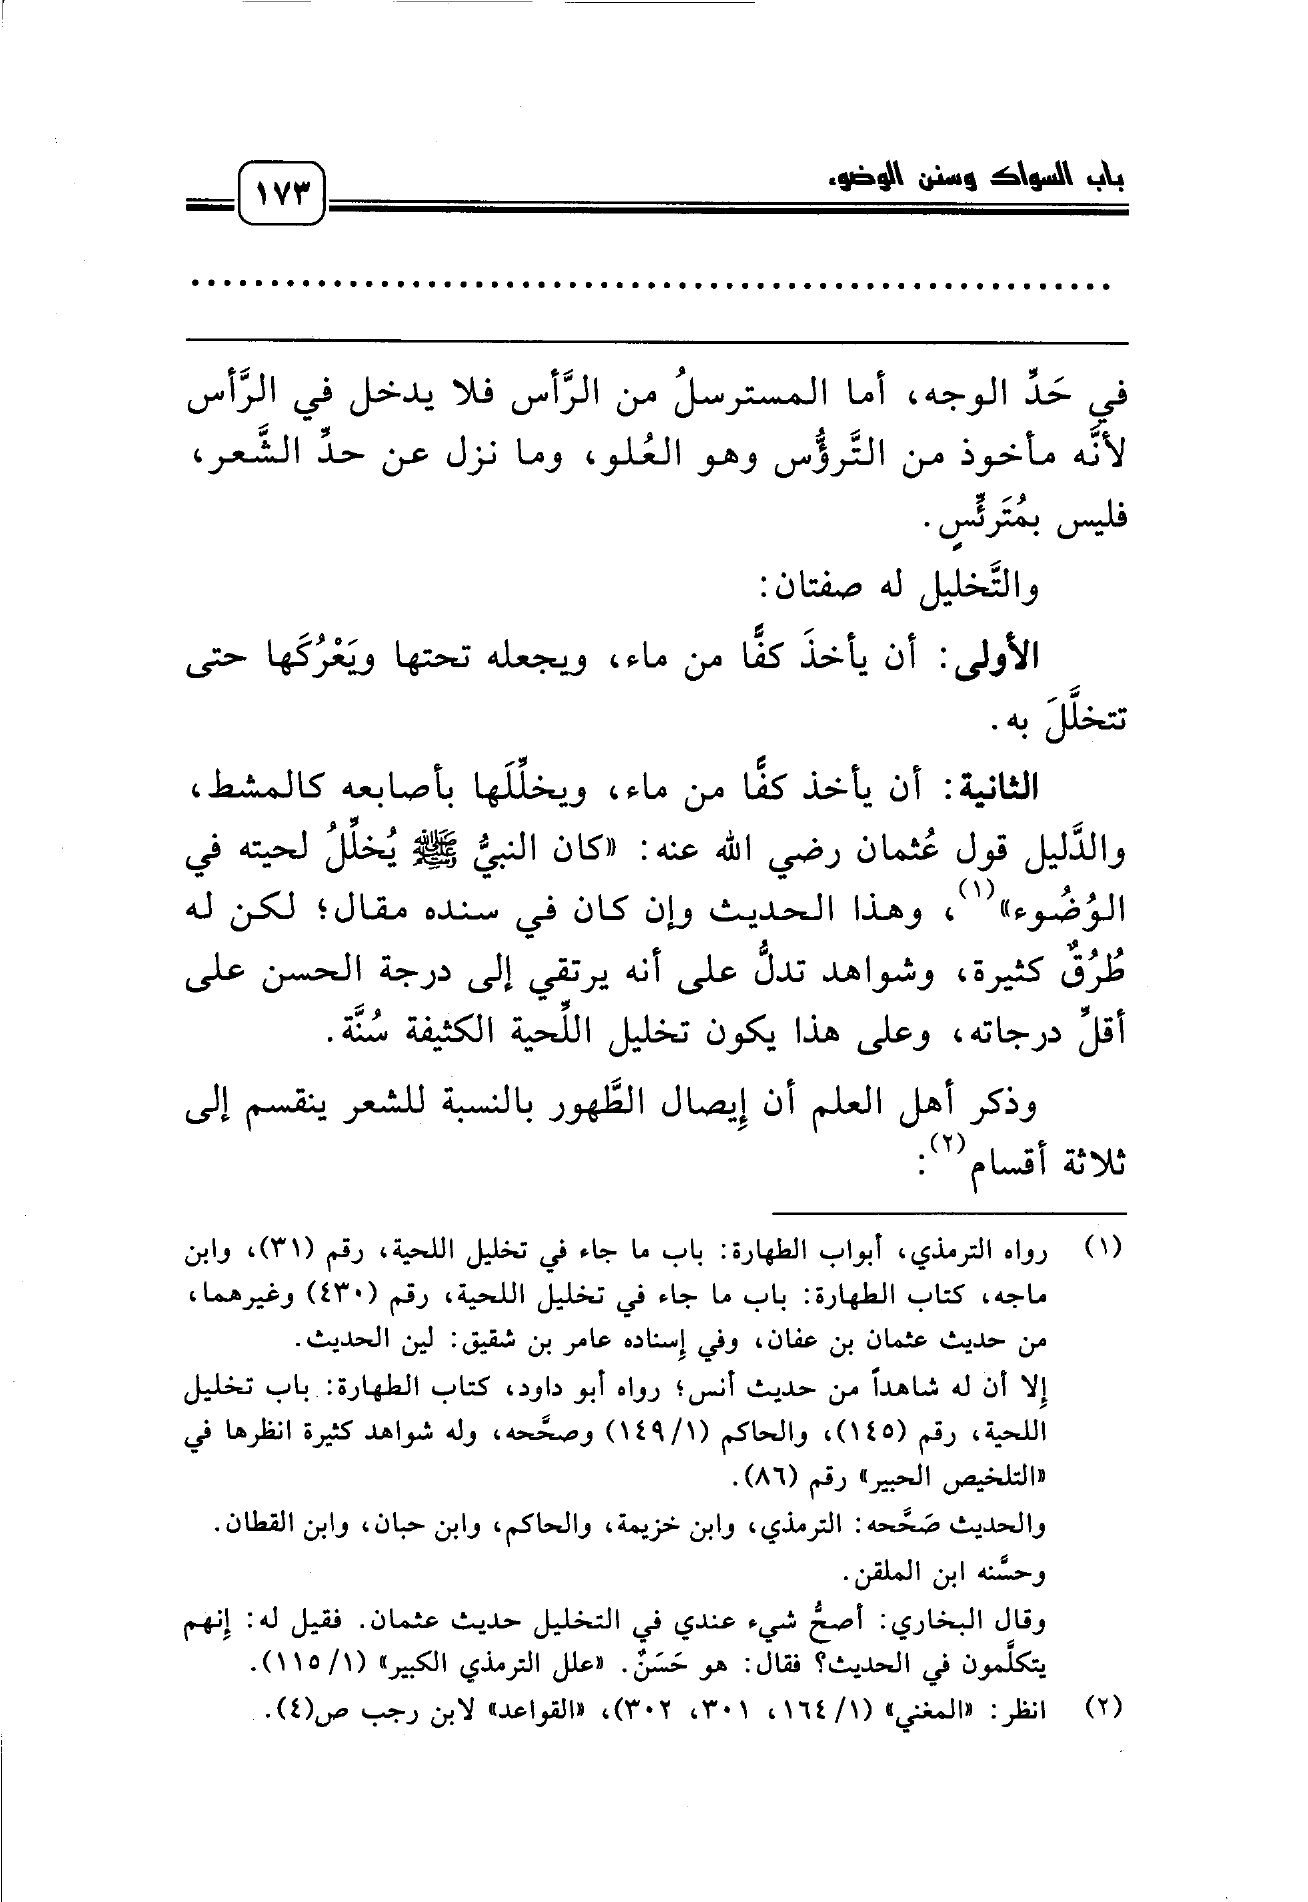 باب السواك وسنن الوضوء
١٧٣
................................................................
في حَدِّ الوجه، أما المسترسلُ من الرَّأس فلا يدخل في الرَّأس
لأنَّه مأخوذ من التَّرؤُّس وهو العُلو، وما نزل عن حدِّ الشَّعر،
فليس بمُتَرئِّسٍ.
والتَّخليل له صفتان:
الأولى: أن يأخذَ كفًّا من ماء، ويجعله تحتها ويَعْرُكَها حتى
تتخلَّلَ به.
الثانية: أن يأخذ كفًّا من ماء، ويخلِّلَها بأصابعه كالمشط،
والدَّليل قول عُثمان رضي الله عنه: «كان النبيُّ ﷺ يُخلِّلُ لحيته في
الوُضُوء»(١)، وهذا الحديث وإن كان في سنده مقال؛ لكن له
طُرُقٌ كثيرة، وشواهد تدلُّ على أنه يرتقي إلى درجة الحسن على
أقلِّ درجاته، وعلى هذا يكون تخليل اللِّحية الكثيفة سُنَّة.
وذكر أهل العلم أن إيصال الطَّهور بالنسبة للشعر ينقسم إلى
ثلاثة أقسام(٢):
(١) رواه الترمذي، أبواب الطهارة: باب ما جاء في تخليل اللحية، رقم (٣١)، وابن
ماجه، كتاب الطهارة: باب ما جاء في تخليل اللحية، رقم (٤٣٠) وغيرهما،
من حديث عثمان بن عفان، وفي إسناده عامر بن شقيق: لين الحديث.
إلا أن له شاهداً من حديث أنس؛ رواه أبو داود، كتاب الطهارة: باب تخليل
اللحية، رقم (١٤٥)، والحاكم (١/١٤٩) وصحَّحه، وله شواهد كثيرة انظرها في
«التلخيص الحبير» رقم (٨٦).
والحديث صَحَّحه: الترمذي، وابن خزيمة، والحاكم، وابن حبان، وابن القطان.
وحسَّنه ابن الملقن.
وقال البخاري: أصحُّ شيء عندي في التخليل حديث عثمان. فقيل له: إنهم
يتكلَّمون في الحديث؟ فقال: هو حَسَنٌ. «علل الترمذي الكبير» (١/١١٥).
(٢) انظر: «المغني» (١/١٦٤، ٣٠١، ٣٠٢)، «القواعد» لابن رجب ص(٤).